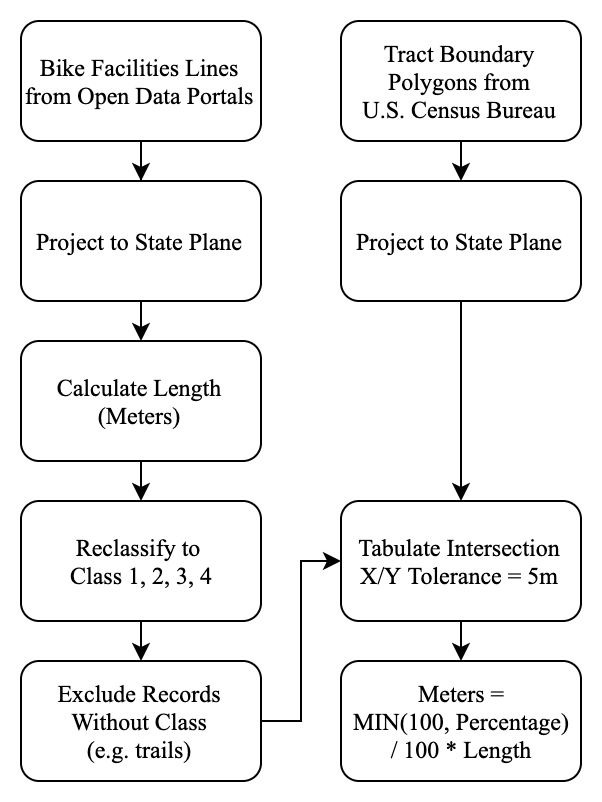 Bike Facilities Lines
from Open Data Portals
Project to State Plane
Calculate Length
(Meters)
Reclassify to
Class 1, 2, 3, 4
Exclude Records
Without Class
(e.g. trails)
Tract Boundary
Polygons from
U.S. Census Bureau
Project to State Plane
Tabulate Intersection
X/Y Tolerance = 5m
Meters =
MIN(100, Percentage)
/ 100 * Length